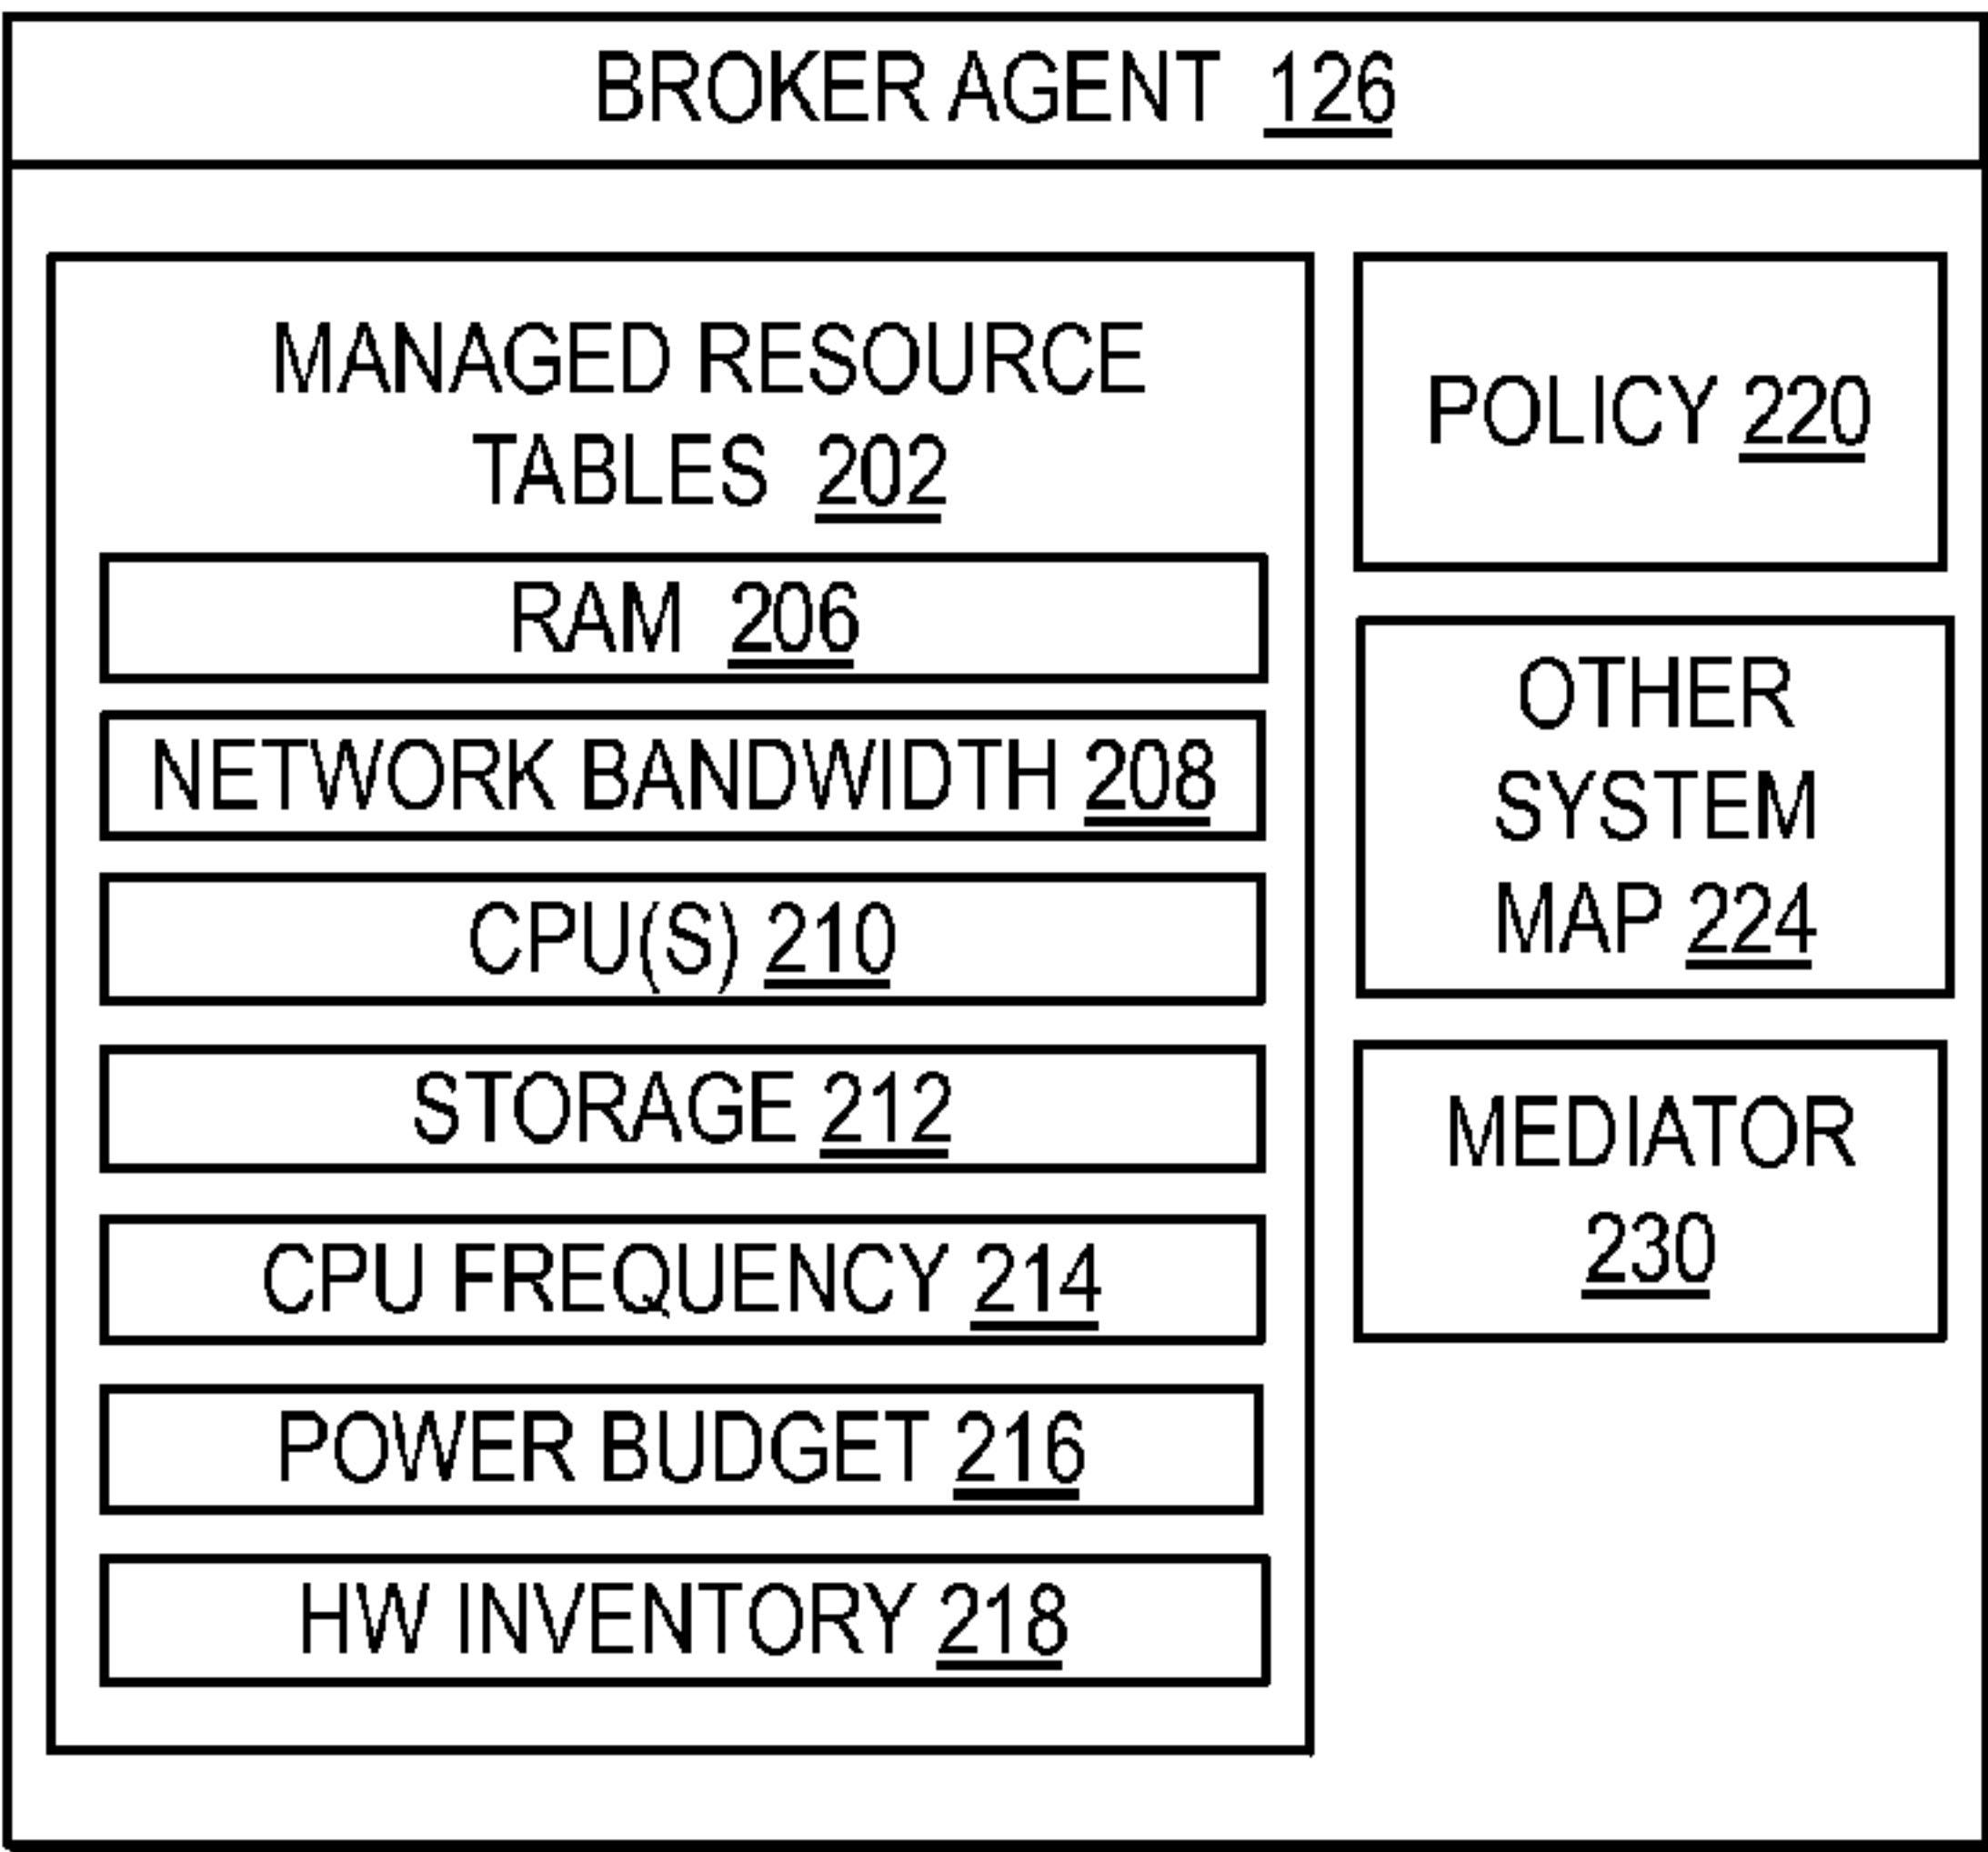 BROKER AGENT 126
MANAGED RESOURCE
TABLES 202
RAM 206
NETWORK BANDWIDTH 208
CPU(S) 210
STORAGE 212
CPU FREQUENCY 214
POWER BUDGET 216
HW INVENTORY 218
POLICY 220
OTHER
SYSTEM
MAP 224
MEDIATOR
230